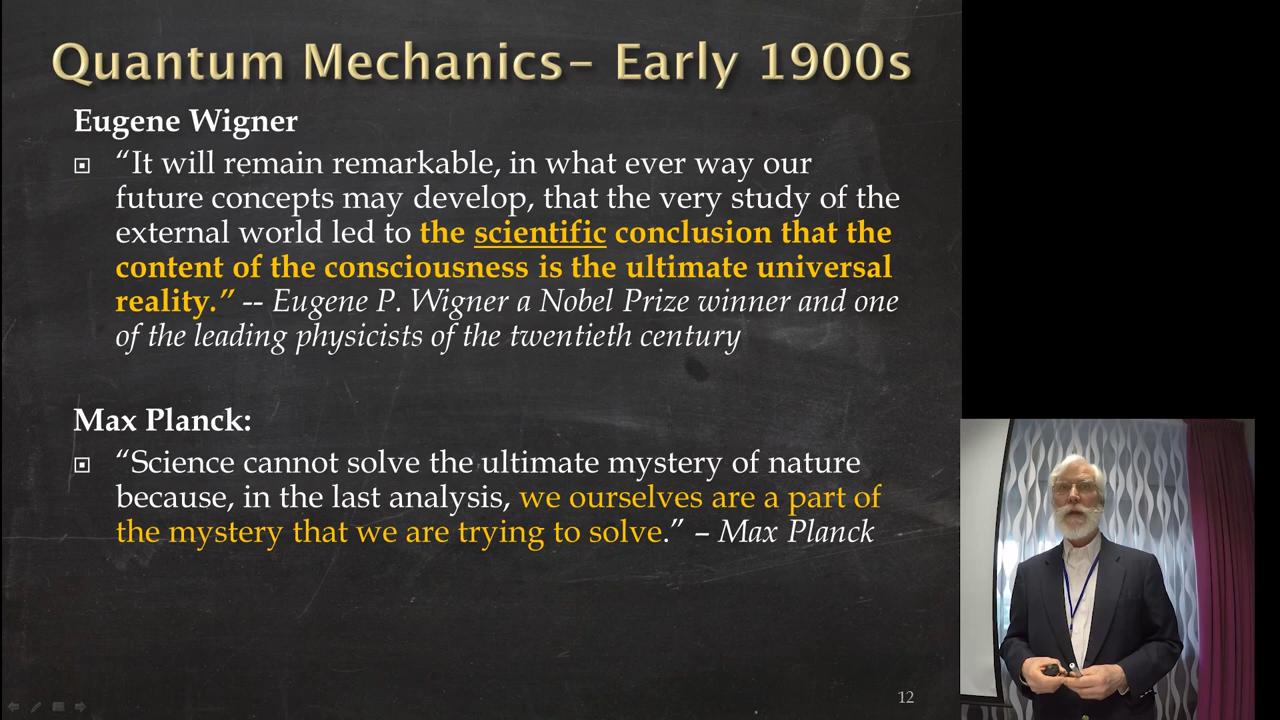 Quantum Mechanics– Early 1900s
Eugene Wigner
“It will remain remarkable, in what ever way our
future concepts may develop, that the very study of the
external world led to the scientific conclusion that the
content of the consciousness is the ultimate universal
reality.” -- Eugene P. Wigner a Nobel Prize winner and one
of the leading physicists of the twentieth century
Max Planck:
“Science cannot solve the ultimate mystery of nature
because, in the last analysis, we ourselves are a part of
the mystery that we are trying to solve.” – Max Planck
12